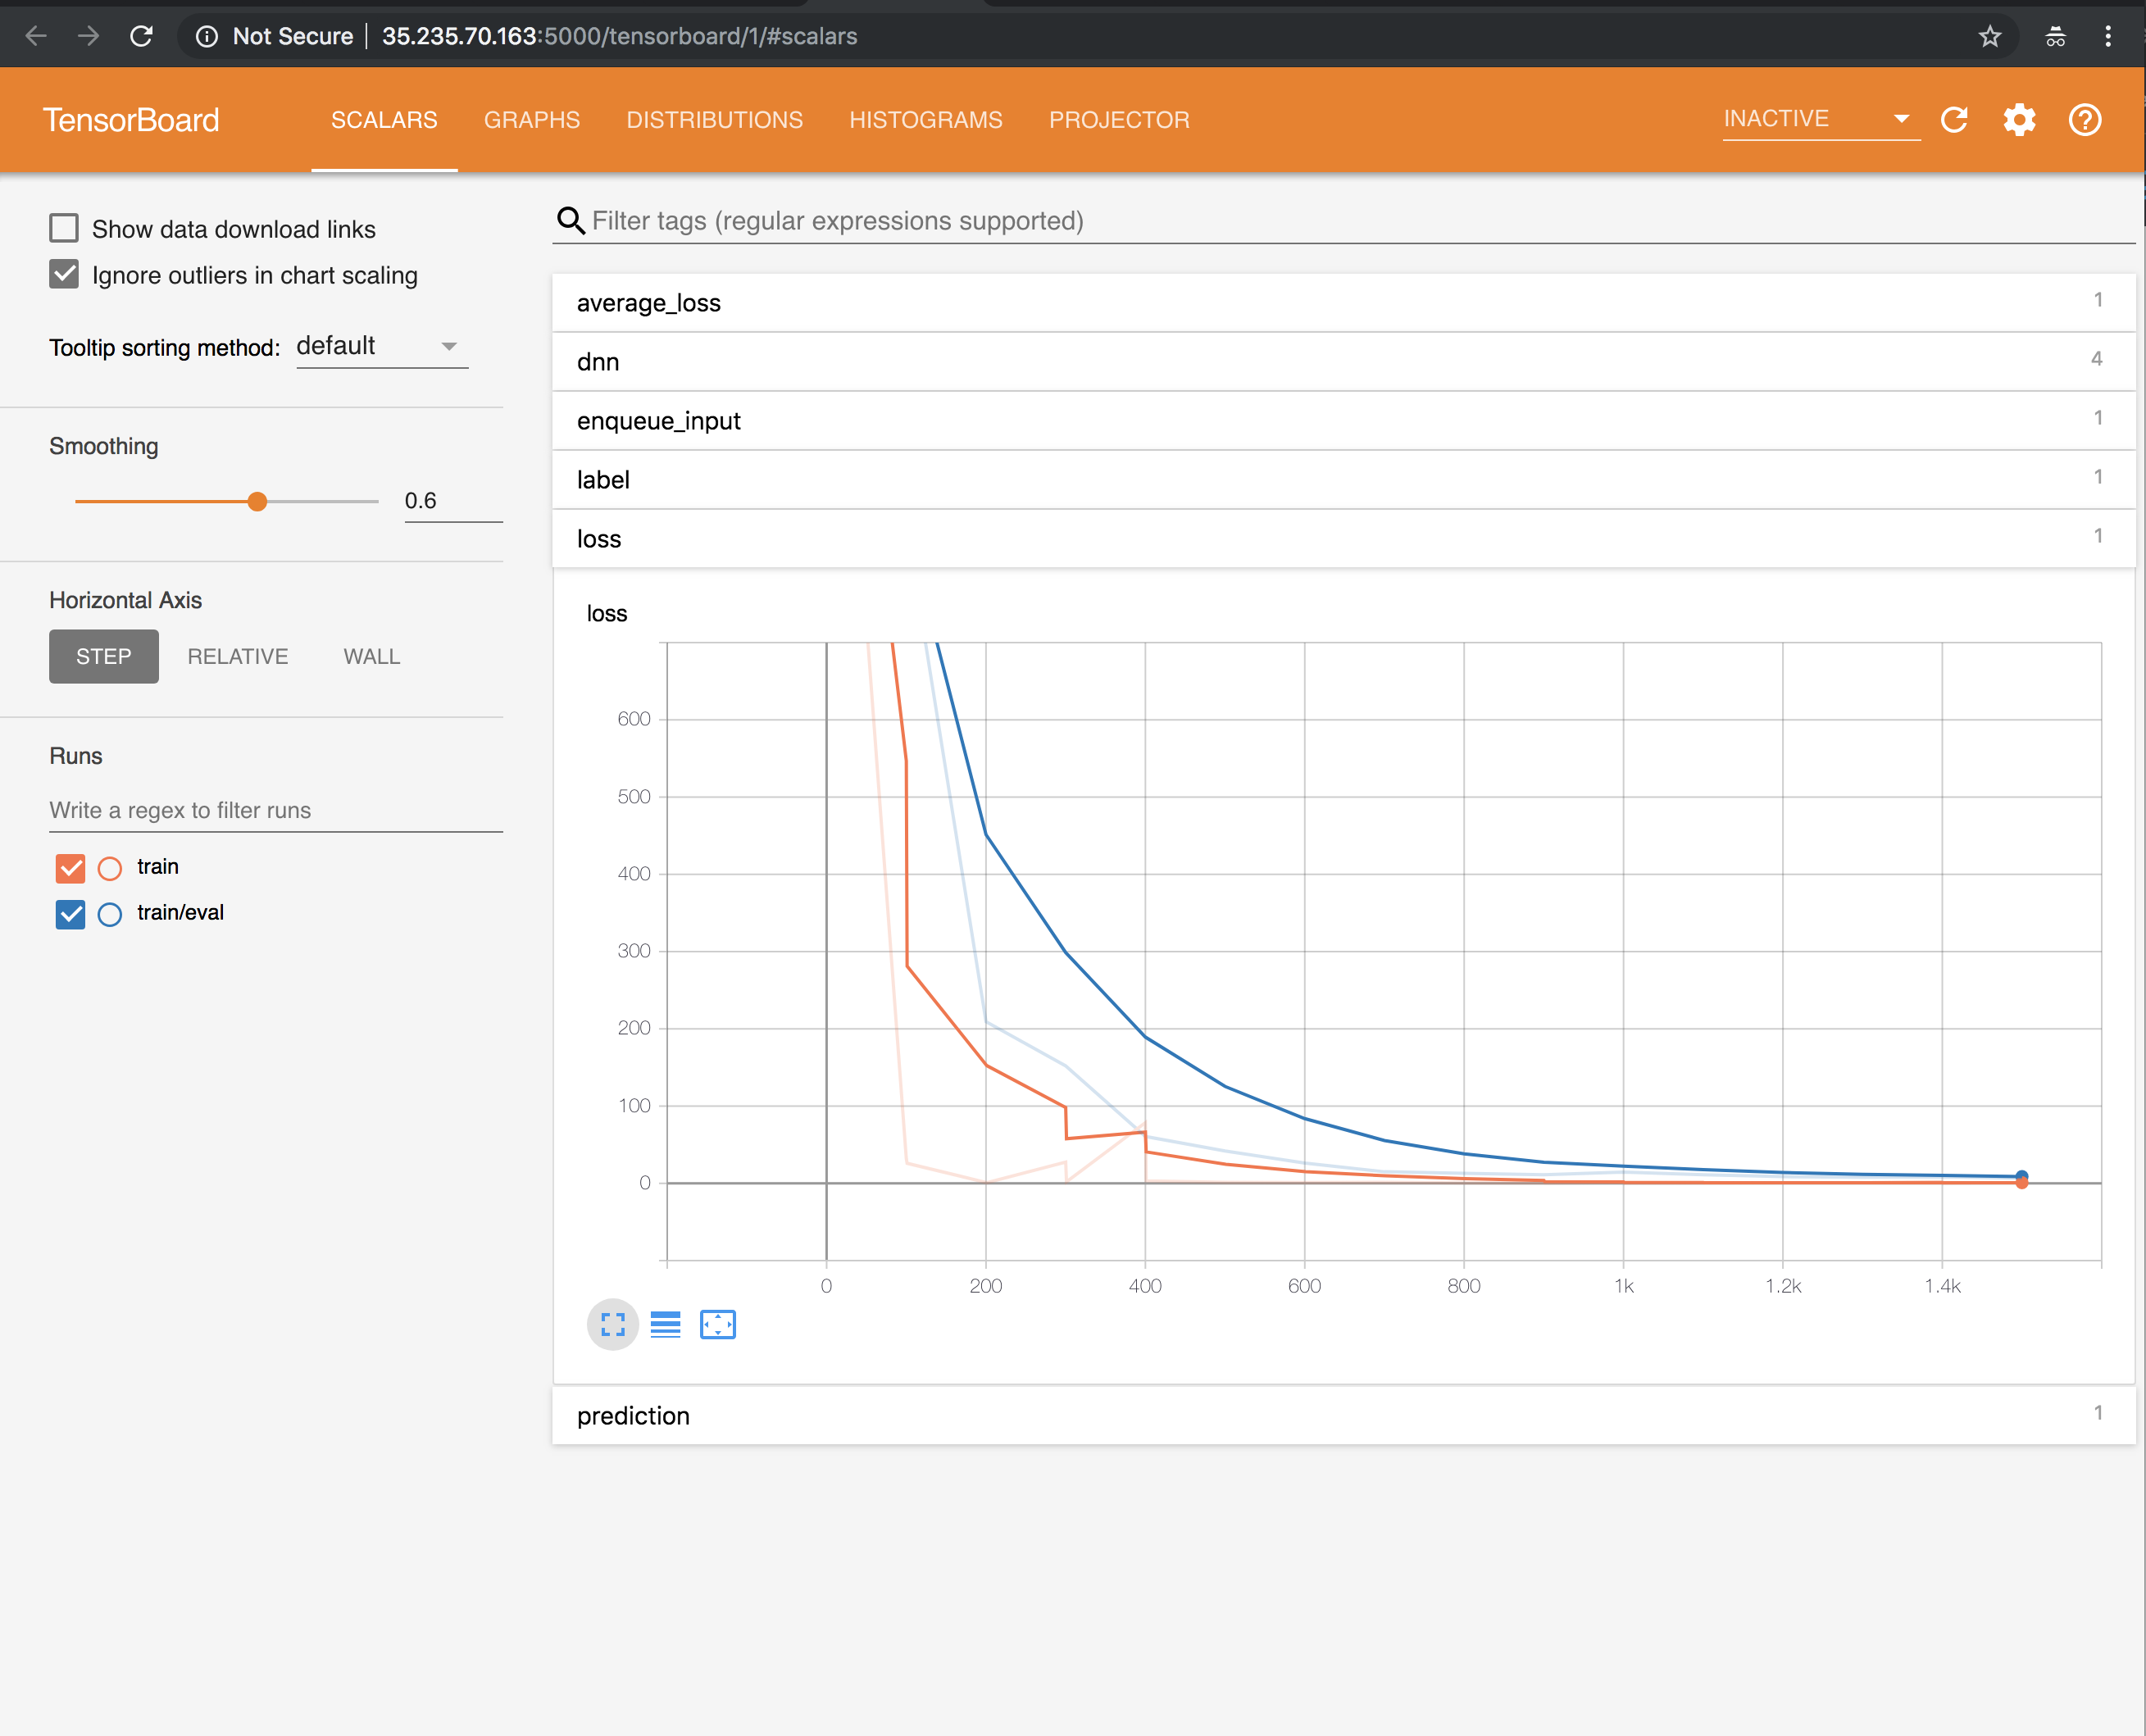 Not Secure | 35.235.70.163:5000/tensorboard/1/#scalars
TensorBoard SCALARS GRAPHS DISTRIBUTIONS HISTOGRAMS PROJECTOR INACTIVE
Show data download links
Ignore outliers in chart scaling
Tooltip sorting method: default
Smoothing
0.6
Horizontal Axis
STEP RELATIVE WALL
Runs
Write a regex to filter runs
train
train/eval
Filter tags (regular expressions supported)
average_loss 1
dnn 4
enqueue_input 1
label 1
loss 1
loss
600
500
400
300
200
100
0
0 200 400 600 800 1k 1.2k 1.4k
prediction 1